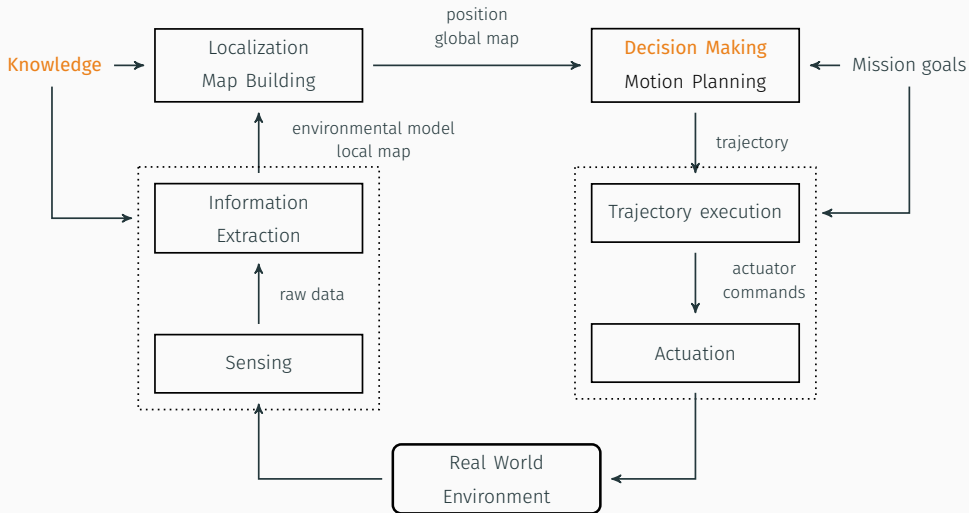 position
global map
Knowledge
Localization
Map Building
Decision Making
Motion Planning
Mission goals
environmental model
local map
trajectory
Information
Extraction
Trajectory execution
raw data
actuator
commands
Sensing
Actuation
Real World
Environment